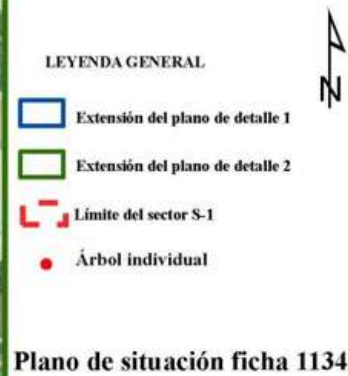 N
LEYENDA GENERAL
Extensión del plano de detalle 1
Extensión del plano de detalle 2
Límite del sector S-1
Árbol individual
Plano de situación ficha 1134